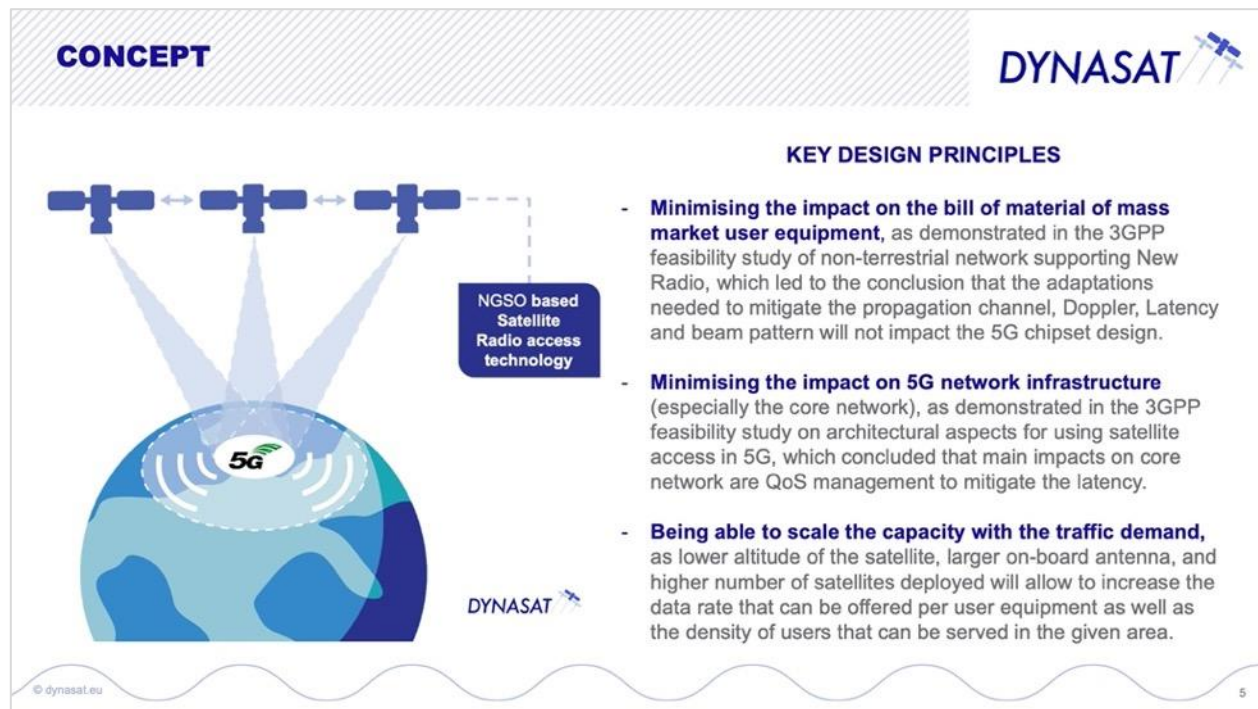 CONCEPT
DYNASAT
NGSO based
Satellite
Radio access
technology
5G
DYNASAT
KEY DESIGN PRINCIPLES
- Minimising the impact on the bill of material of mass
market user equipment, as demonstrated in the 3GPP
feasibility study of non-terrestrial network supporting New
Radio, which led to the conclusion that the adaptations
needed to mitigate the propagation channel, Doppler, Latency
and beam pattern will not impact the 5G chipset design.
- Minimising the impact on 5G network infrastructure
(especially the core network), as demonstrated in the 3GPP
feasibility study on architectural aspects for using satellite
access in 5G, which concluded that main impacts on core
network are QoS management to mitigate the latency.
- Being able to scale the capacity with the traffic demand,
as lower altitude of the satellite, larger on-board antenna, and
higher number of satellites deployed will allow to increase the
data rate that can be offered per user equipment as well as
the density of users that can be served in the given area.
© dynasat.eu
5